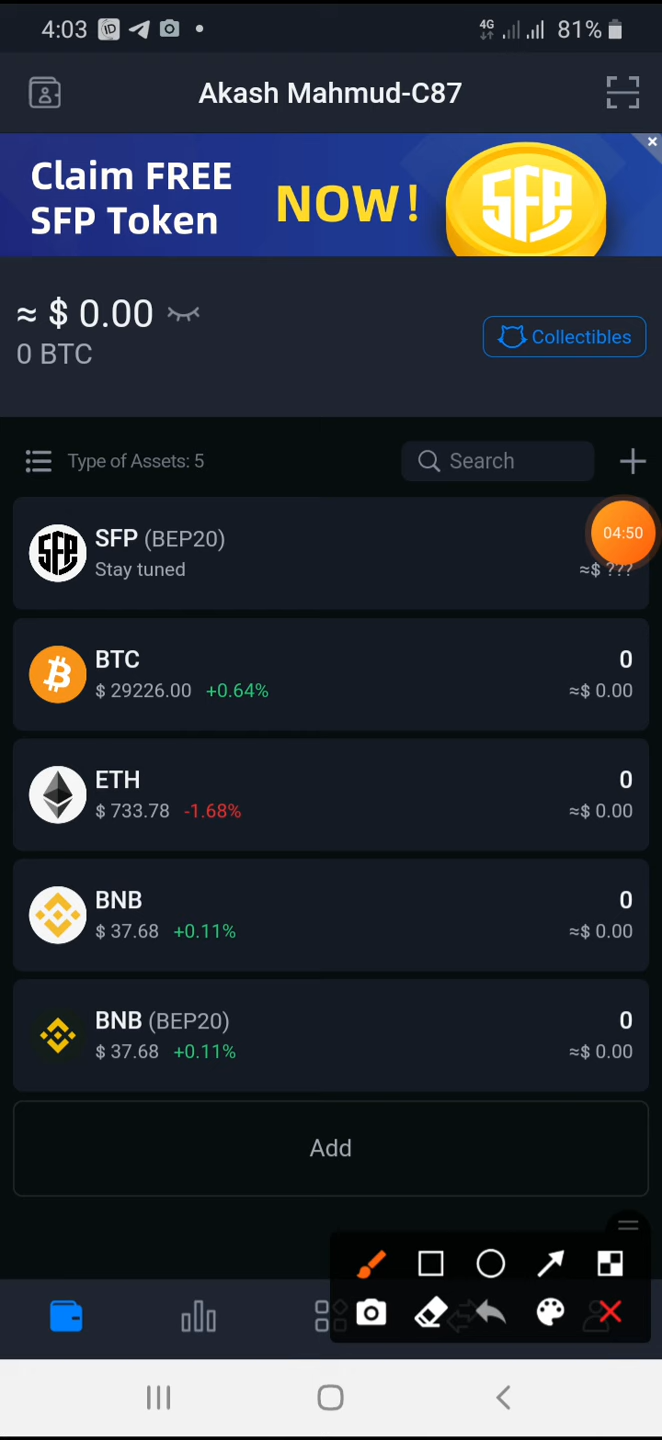 4:03
4G 81%
Akash Mahmud-C87
Claim FREE
SFP Token
NOW!
SFP
≈ $ 0.00
0 BTC
Collectibles
Type of Assets: 5
Search
SFP (BEP20)
04:50
Stay tuned
≈$ ???
BTC 0
$ 29226.00 +0.64% ≈$ 0.00
ETH 0
$ 733.78 -1.68% ≈$ 0.00
BNB 0
$ 37.68 +0.11% ≈$ 0.00
BNB (BEP20) 0
$ 37.68 +0.11% ≈$ 0.00
Add